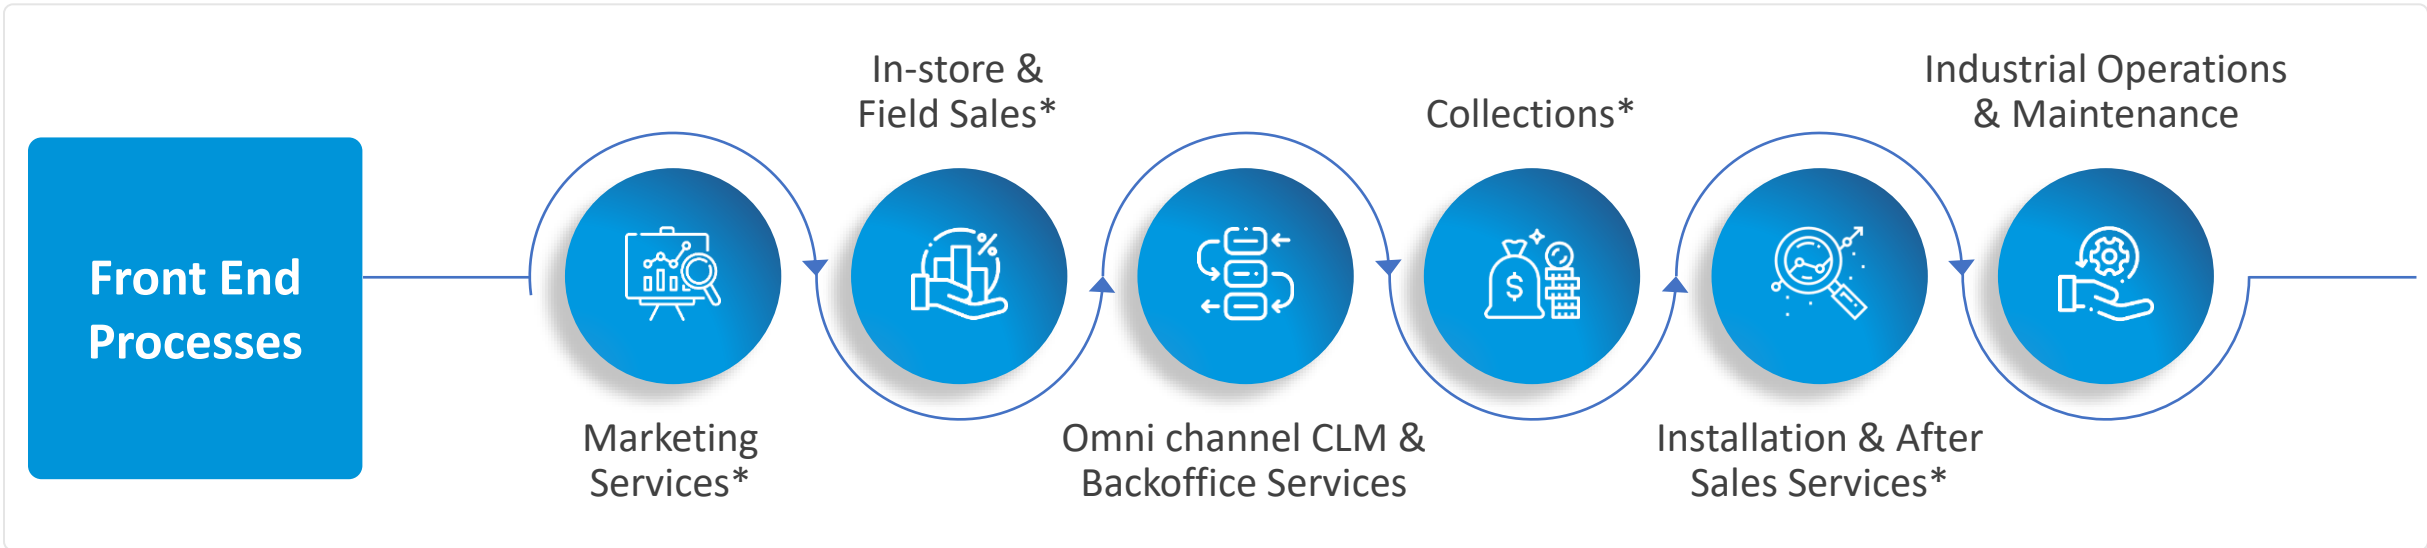 Front End
Processes
Marketing
Services*
In-store &
Field Sales*
Omni channel CLM &
Backoffice Services
Collections*
Installation & After
Sales Services*
Industrial Operations
& Maintenance